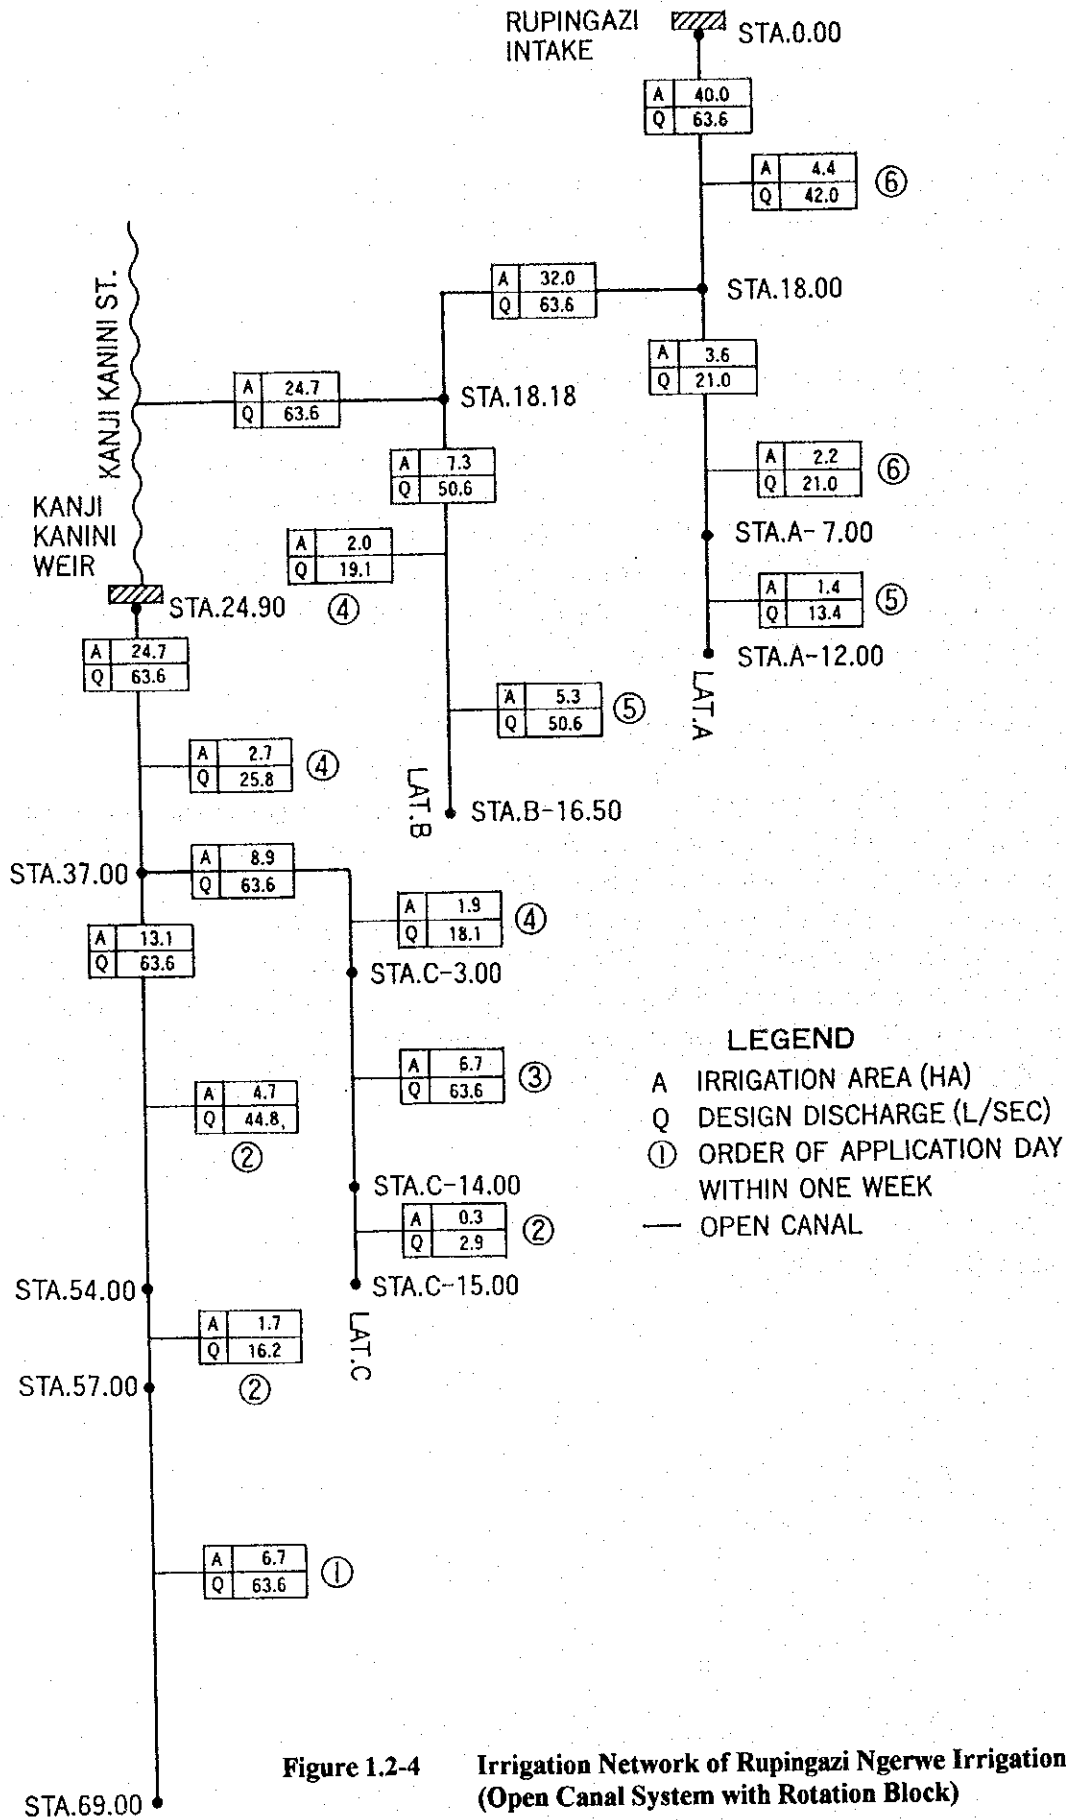 RUPINGAZI
INTAKE
STA.0.00
A 40.0
Q 63.6
A 4.4
Q 42.0
⑥
A 32.0
Q 63.6
STA.18.00
KANJI KANINI ST.
A 3.6
Q 21.0
A 24.7
Q 63.6
STA.18.18
A 7.3
Q 50.6
A 2.2
Q 21.0
⑥
KANJI
KANINI
WEIR
STA.A-7.00
A 2.0
Q 19.1
④
STA.24.90
A 1.4
Q 13.4
⑤
STA.A-12.00
LAT.A
A 24.7
Q 63.6
A 5.3
Q 50.6
⑤
A 2.7
Q 25.8
④
LAT.B
STA.B-16.50
STA.37.00
A 8.9
Q 63.6
A 1.9
Q 18.1
④
A 13.1
Q 63.6
STA.C-3.00
A 6.7
Q 63.6
③
A 4.7
Q 44.8,
②
STA.C-14.00
A 0.3
Q 2.9
②
STA.C-15.00
LAT.C
STA.54.00
A 1.7
Q 16.2
②
STA.57.00
A 6.7
Q 63.6
①
STA.69.00
LEGEND
A IRRIGATION AREA (HA)
Q DESIGN DISCHARGE (L/SEC)
① ORDER OF APPLICATION DAY
WITHIN ONE WEEK
— OPEN CANAL
Figure 1.2-4 Irrigation Network of Rupingazi Ngerwe Irrigation
(Open Canal System with Rotation Block)